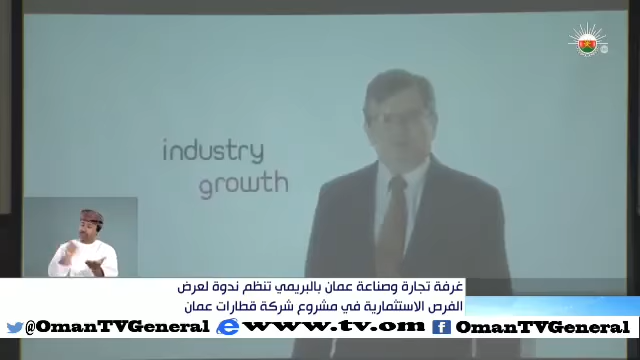 industry
growth
غرفة تجارة وصناعة عمان بالبريمي تنظم ندوة لعرض
الفرص الاستثمارية في مشروع شركة قطارات عمان
@OmanTVGeneral www.tv.om OmanTVGeneral